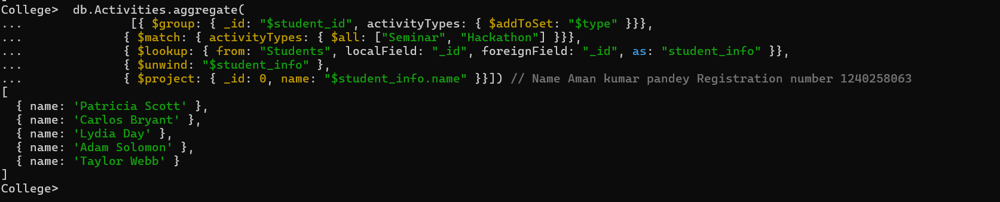 College>  db.Activities.aggregate(
...               [{ $group: { _id: "$student_id", activityTypes: { $addToSet: "$type" }}},
...              { $match: { activityTypes: { $all: ["Seminar", "Hackathon"] }}},
...              { $lookup: { from: "Students", localField: "_id", foreignField: "_id", as: "student_info" }},
...              { $unwind: "$student_info" },
...              { $project: { _id: 0, name: "$student_info.name" }}]) // Name Aman kumar pandey Registration number 1240258063
[
  { name: 'Patricia Scott' },
  { name: 'Carlos Bryant' },
  { name: 'Lydia Day' },
  { name: 'Adam Solomon' },
  { name: 'Taylor Webb' }
]
College>